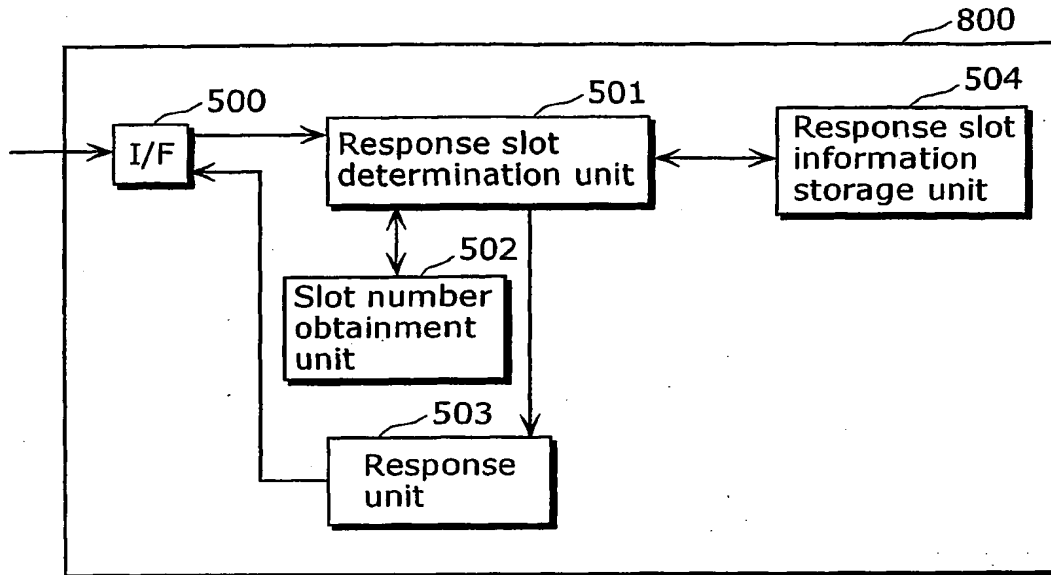 800
500
501
504
I/F
Response slot
determination unit
Response slot
information
storage unit
502
Slot number
obtainment
unit
503
Response
unit